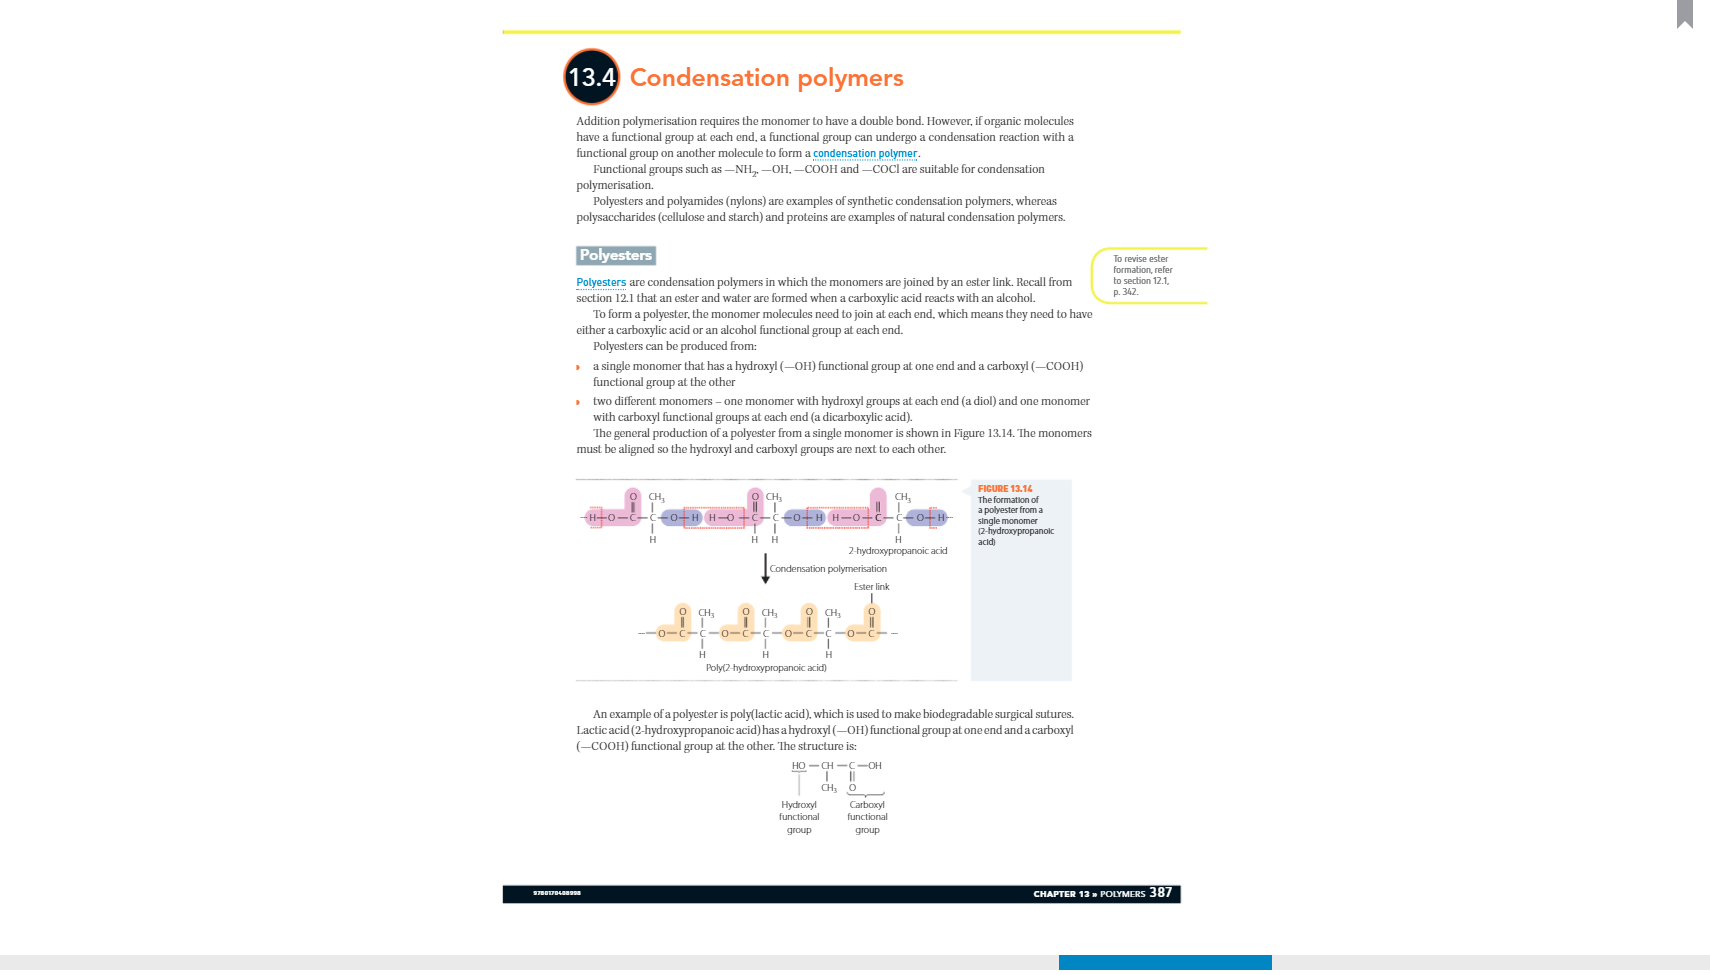 13.4 Condensation polymers
Addition polymerisation requires the monomer to have a double bond. However, if organic molecules
have a functional group at each end, a functional group can undergo a condensation reaction with a
functional group on another molecule to form a condensation polymer.
Functional groups such as —NH₂, —OH, —COOH and —COCl are suitable for condensation
polymerisation.
Polyesters and polyamides (nylons) are examples of synthetic condensation polymers, whereas
polysaccharides (cellulose and starch) and proteins are examples of natural condensation polymers.
Polyesters
Polyesters are condensation polymers in which the monomers are joined by an ester link. Recall from
section 12.1 that an ester and water are formed when a carboxylic acid reacts with an alcohol.
To form a polyester, the monomer molecules need to join at each end, which means they need to have
either a carboxylic acid or an alcohol functional group at each end.
Polyesters can be produced from:
a single monomer that has a hydroxyl (—OH) functional group at one end and a carboxyl (—COOH)
functional group at the other
two different monomers – one monomer with hydroxyl groups at each end (a diol) and one monomer
with carboxyl functional groups at each end (a dicarboxylic acid).
The general production of a polyester from a single monomer is shown in Figure 13.14. The monomers
must be aligned so the hydroxyl and carboxyl groups are next to each other.
To revise ester
formation, refer
to section 12.1,
p. 342.
O CH₃ O CH₃ CH₃
H—O—C—C—O—H H—O—C—C—O—H H—O—C—C—O—H
H H H H
2-hydroxypropanoic acid
Condensation polymerisation
Ester link
O CH₃ O CH₃ O CH₃ O
—O—C—C—O—C—C—O—C—C—O—C—
H H H
Poly(2-hydroxypropanoic acid)
FIGURE 13.14
The formation of
a polyester from a
single monomer
(2-hydroxypropanoic
acid)
An example of a polyester is poly(lactic acid), which is used to make biodegradable surgical sutures.
Lactic acid (2-hydroxypropanoic acid) has a hydroxyl (—OH) functional group at one end and a carboxyl
(—COOH) functional group at the other. The structure is:
HO—CH—C—OH
CH₃ O
Hydroxyl
functional
group
Carboxyl
functional
group
9780170408998
CHAPTER 13 » POLYMERS 387